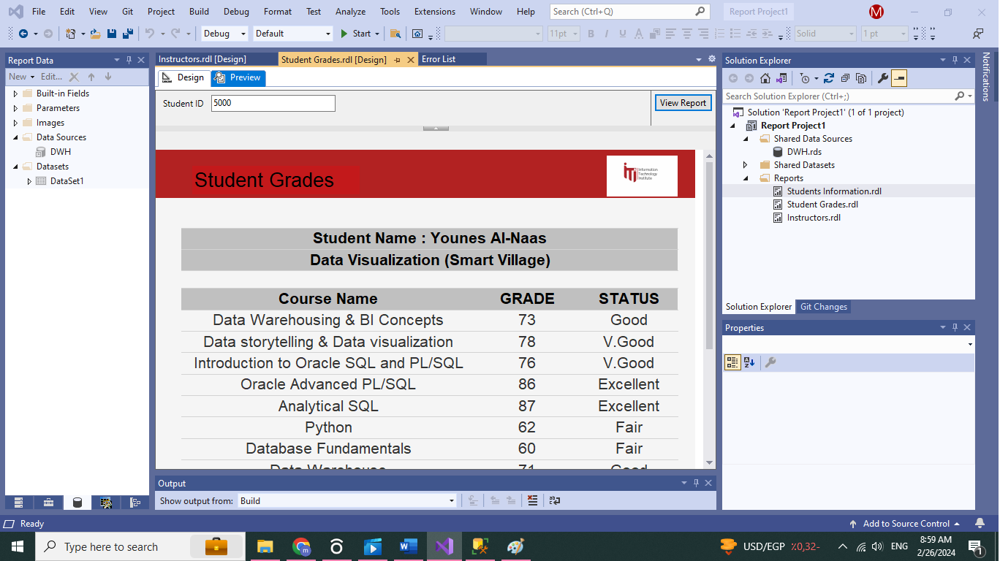 File Edit View Git Project Build Debug Format Test Analyze Tools Extensions Window Help Search (Ctrl+Q) Report Project1 M
Debug Default Start 11pt B I U A Solid 1 pt
Report Data
New Edit...
Built-in Fields
Parameters
Images
Data Sources
DWH
Datasets
DataSet1
Instructors.rdl [Design] Student Grades.rdl [Design] Error List
Design Preview
Student ID 5000 View Report
Student Grades
iTi Information
Technology
Institute
Student Name : Younes Al-Naas
Data Visualization (Smart Village)
Course Name GRADE STATUS
Data Warehousing & BI Concepts 73 Good
Data storytelling & Data visualization 78 V.Good
Introduction to Oracle SQL and PL/SQL 76 V.Good
Oracle Advanced PL/SQL 86 Excellent
Analytical SQL 87 Excellent
Python 62 Fair
Database Fundamentals 60 Fair
Data Warehouse 71 Good
Output
Show output from: Build
Solution Explorer
Search Solution Explorer (Ctrl+;)
Solution 'Report Project1' (1 of 1 project)
Report Project1
Shared Data Sources
DWH.rds
Shared Datasets
Reports
Students Information.rdl
Student Grades.rdl
Instructors.rdl
Solution Explorer Git Changes
Properties
Notifications
Ready Add to Source Control
Type here to search USD/EGP ٪0,32- ENG 8:59 AM
2/26/2024 1